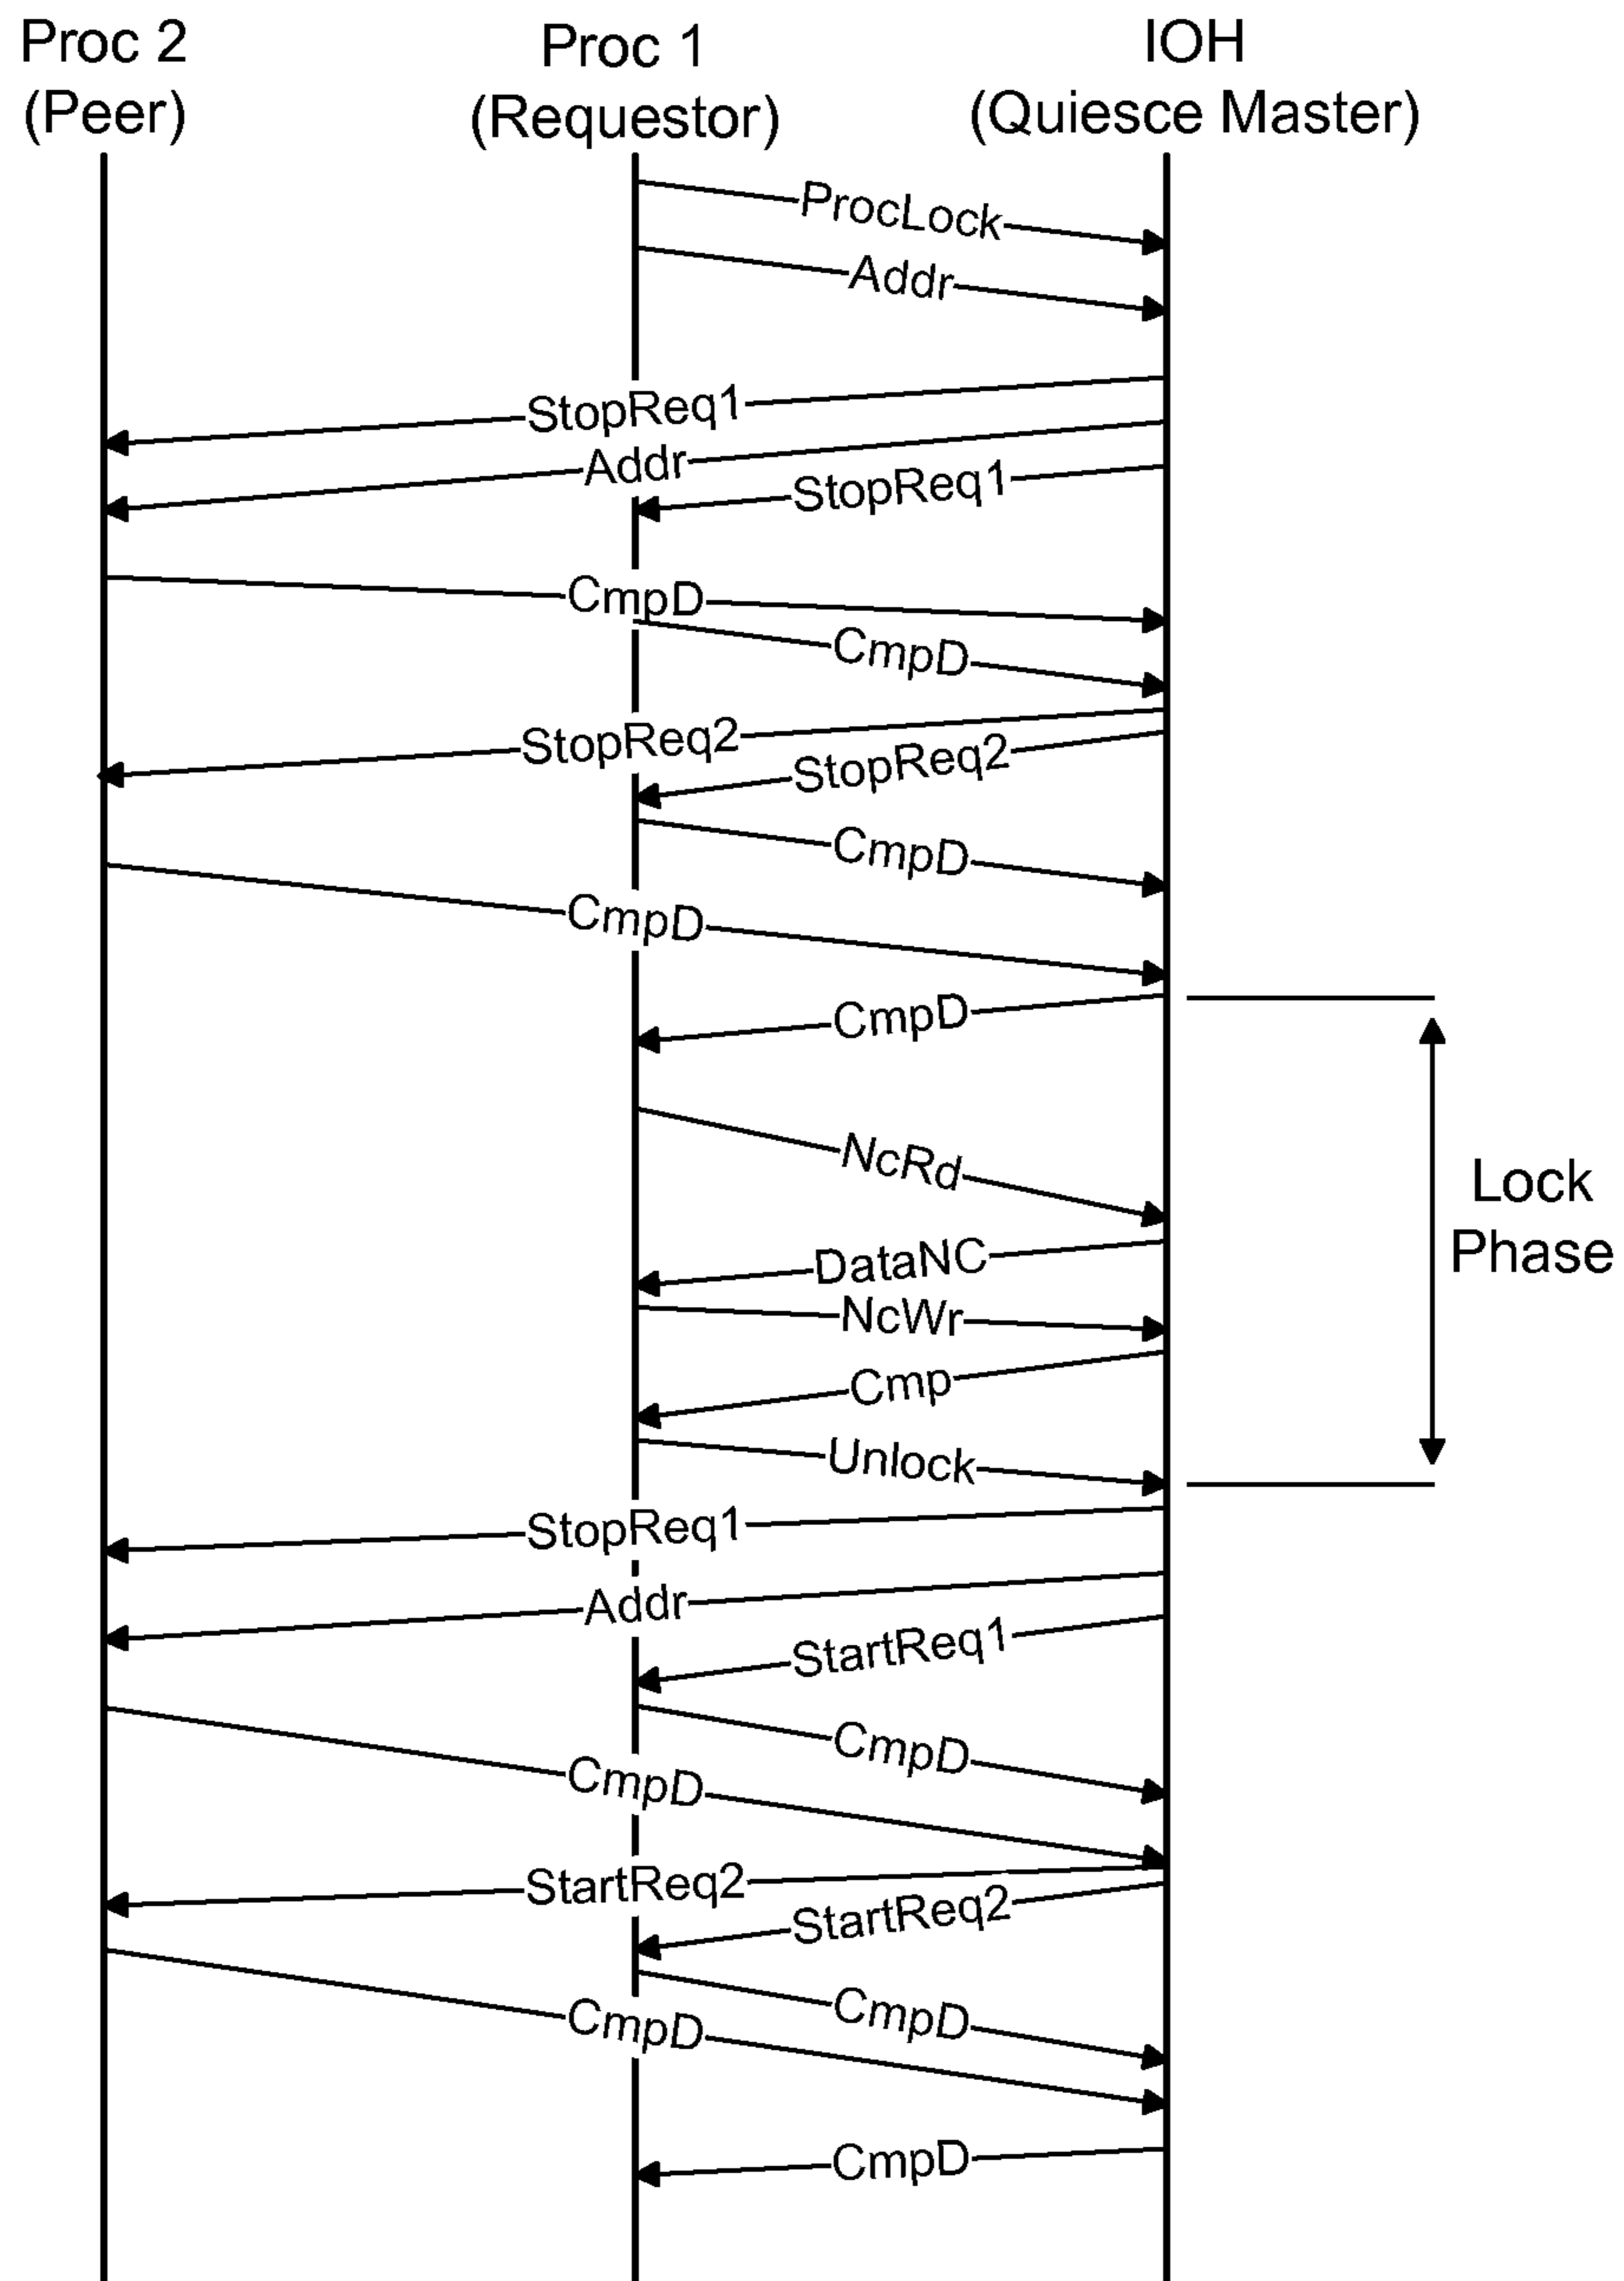 Proc 2
(Peer)
Proc 1
(Requestor)
IOH
(Quiesce Master)
ProcLock
Addr
StopReq1
Addr
StopReq1
CmpD
CmpD
StopReq2
StopReq2
CmpD
CmpD
CmpD
NcRd
Lock
Phase
DataNC
NcWr
Cmp
Unlock
StopReq1
Addr
StartReq1
CmpD
CmpD
StartReq2
StartReq2
CmpD
CmpD
CmpD